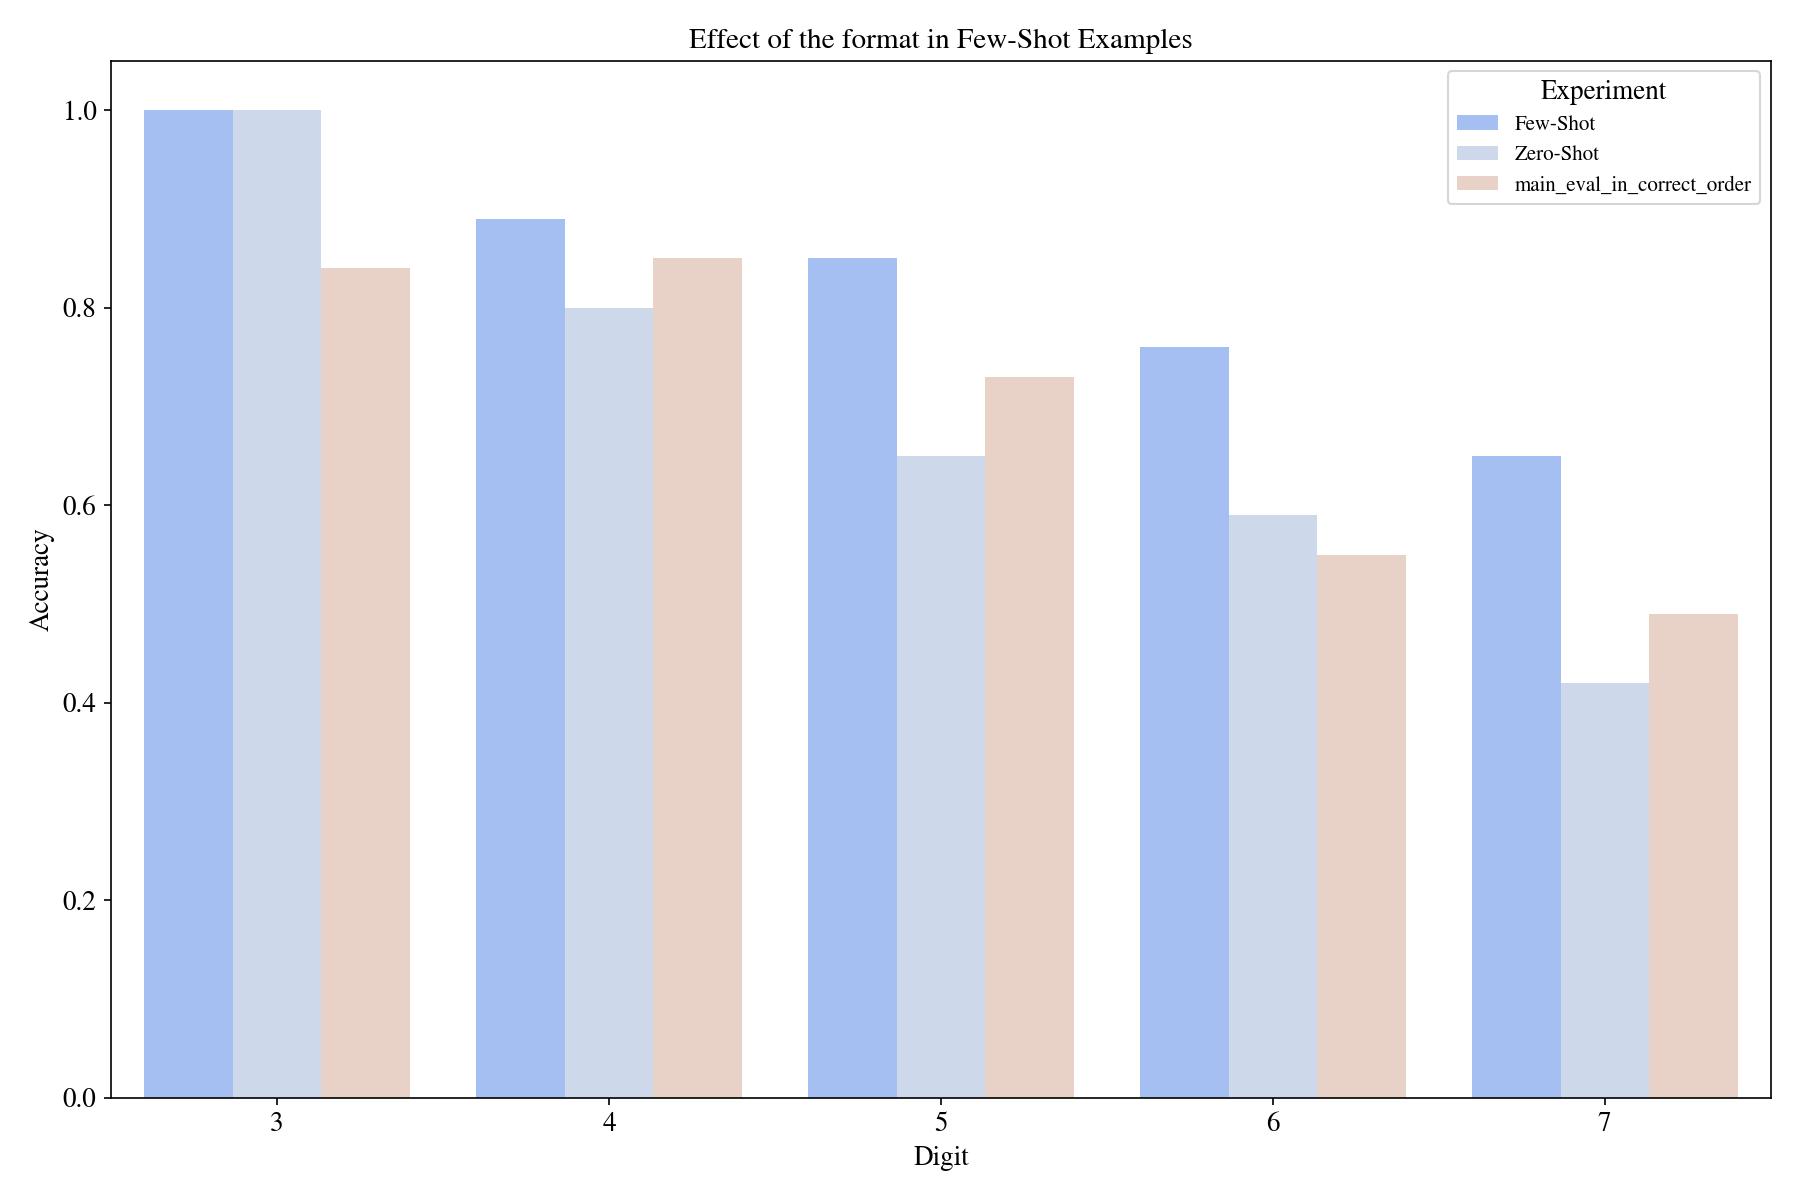 Effect of the format in Few-Shot Examples
Experiment
Few-Shot
Zero-Shot
main_eval_in_correct_order
Accuracy
1.0
0.8
0.6
0.4
0.2
0.0
3 4 5 6 7
Digit